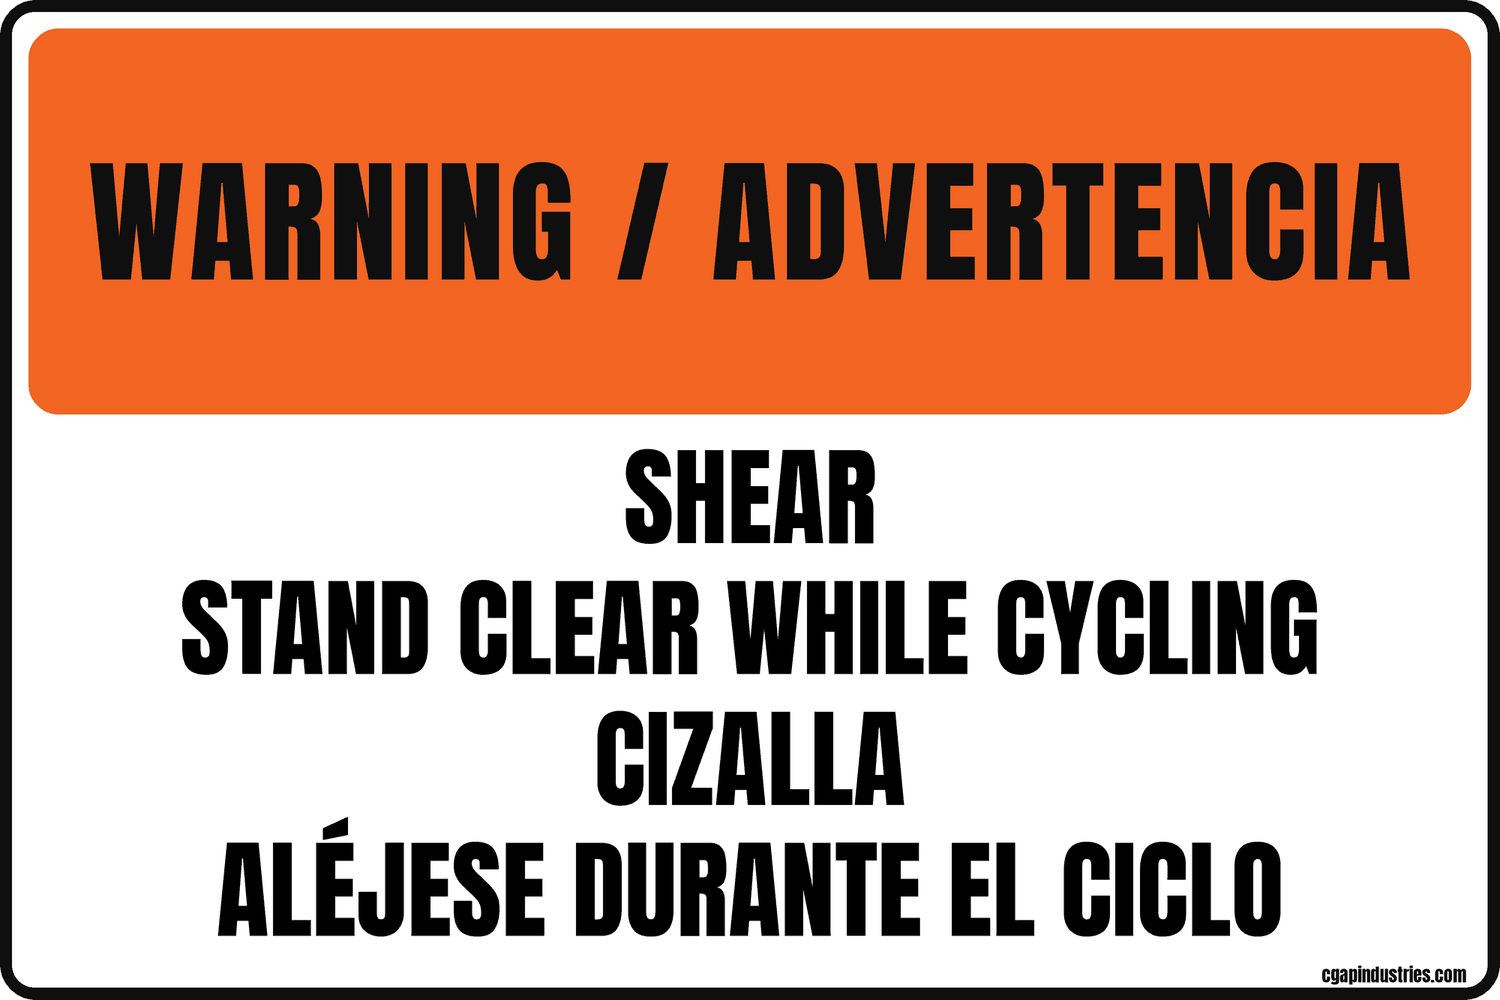 WARNING / ADVERTENCIA
SHEAR
STAND CLEAR WHILE CYCLING
CIZALLA
ALÉJESE DURANTE EL CICLO
cgapindustries.com